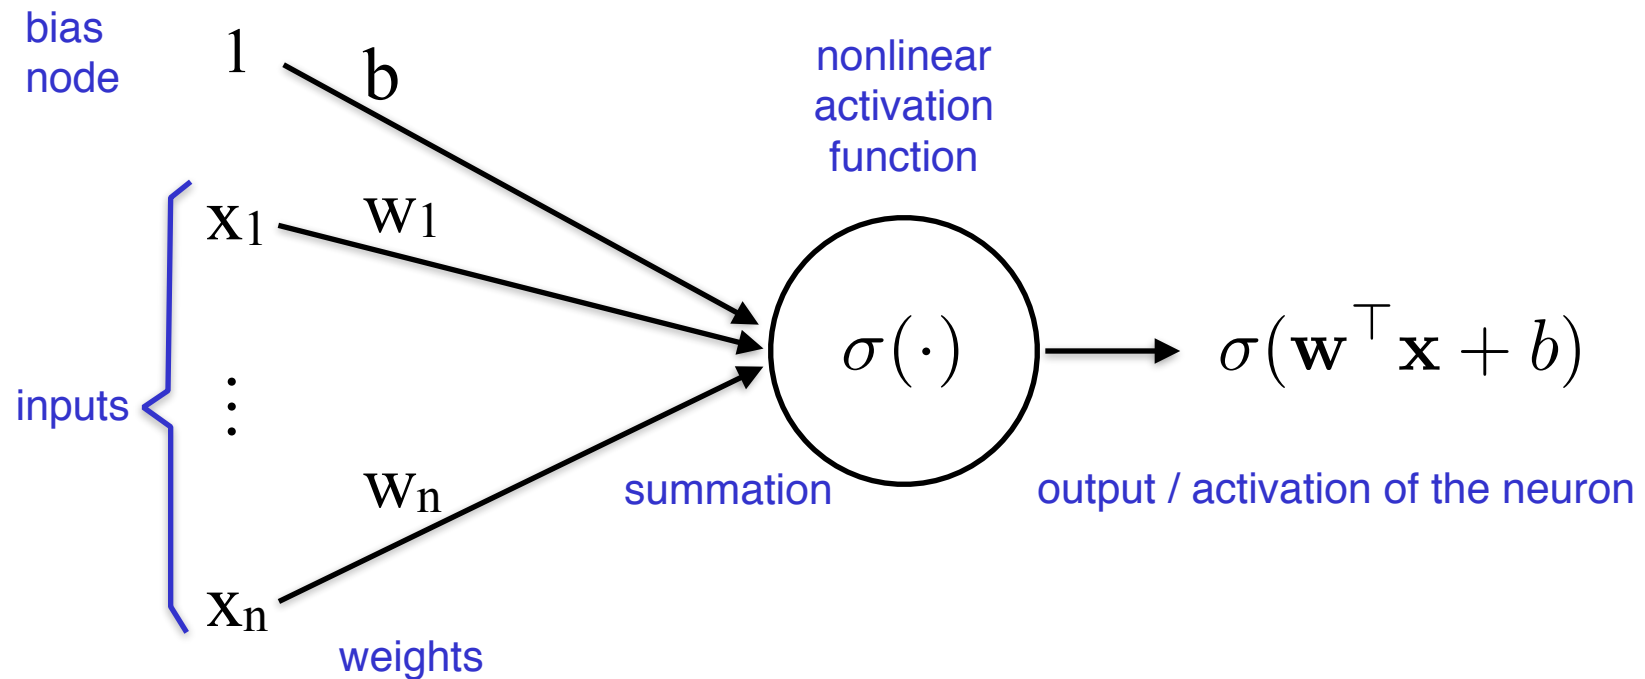 bias
node
1
b
nonlinear
activation
function
x₁
w₁
σ(·)
σ(w⊤x + b)
inputs
⋮
wₙ
summation
output / activation of the neuron
xₙ
weights